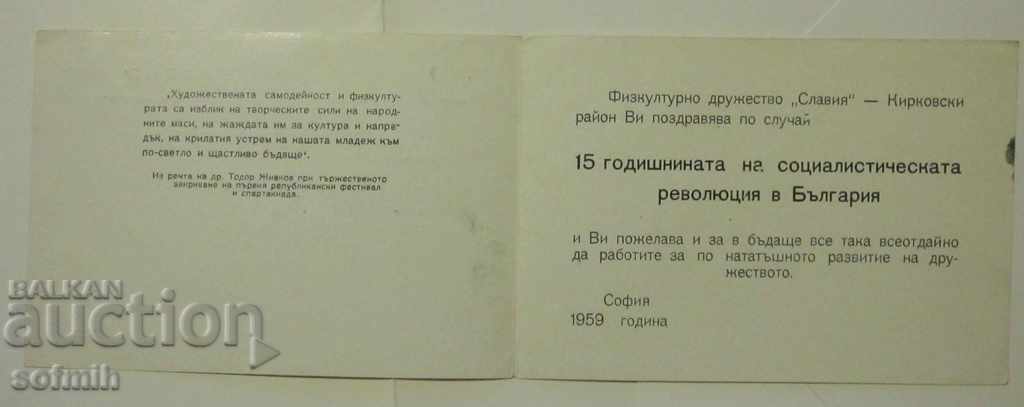 „Художествената самодейност и физкулту-
рата са изблик на творческите сили на народ-
ните маси, на жаждата им за култура и напре-
дък, на крилатия устрем на нашата младеж към
по-светло и щастливо бъдаще“.
Из речта на др. Тодор Живков при тържественото
закриване на първия републикански фестивал
и спартакиада.
Физкултурно дружество „Славия“ — Кирковски
район Ви поздравява по случай
15 годишнината на социалистическата
революция в България
и Ви пожелава и за в бъдаще все така всеотдайно
да работите за по нататъшното развитие на дру-
жеството.
София
1959 година
BALKAN
auction
sofmih